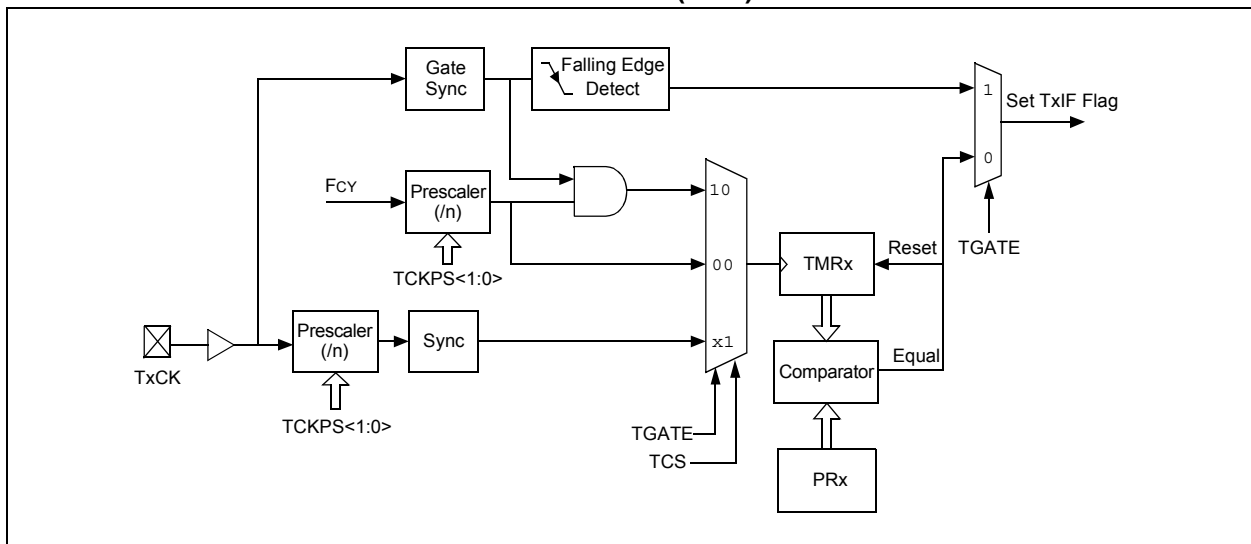 Gate
Sync
Falling Edge
Detect
1
Set TxIF Flag
0
FCY
Prescaler
(/n)
10
TGATE
Reset
TMRx
00
TCKPS<1:0>
Prescaler
(/n)
Sync
x1
Equal
Comparator
TxCK
TCKPS<1:0>
TGATE
TCS
PRx